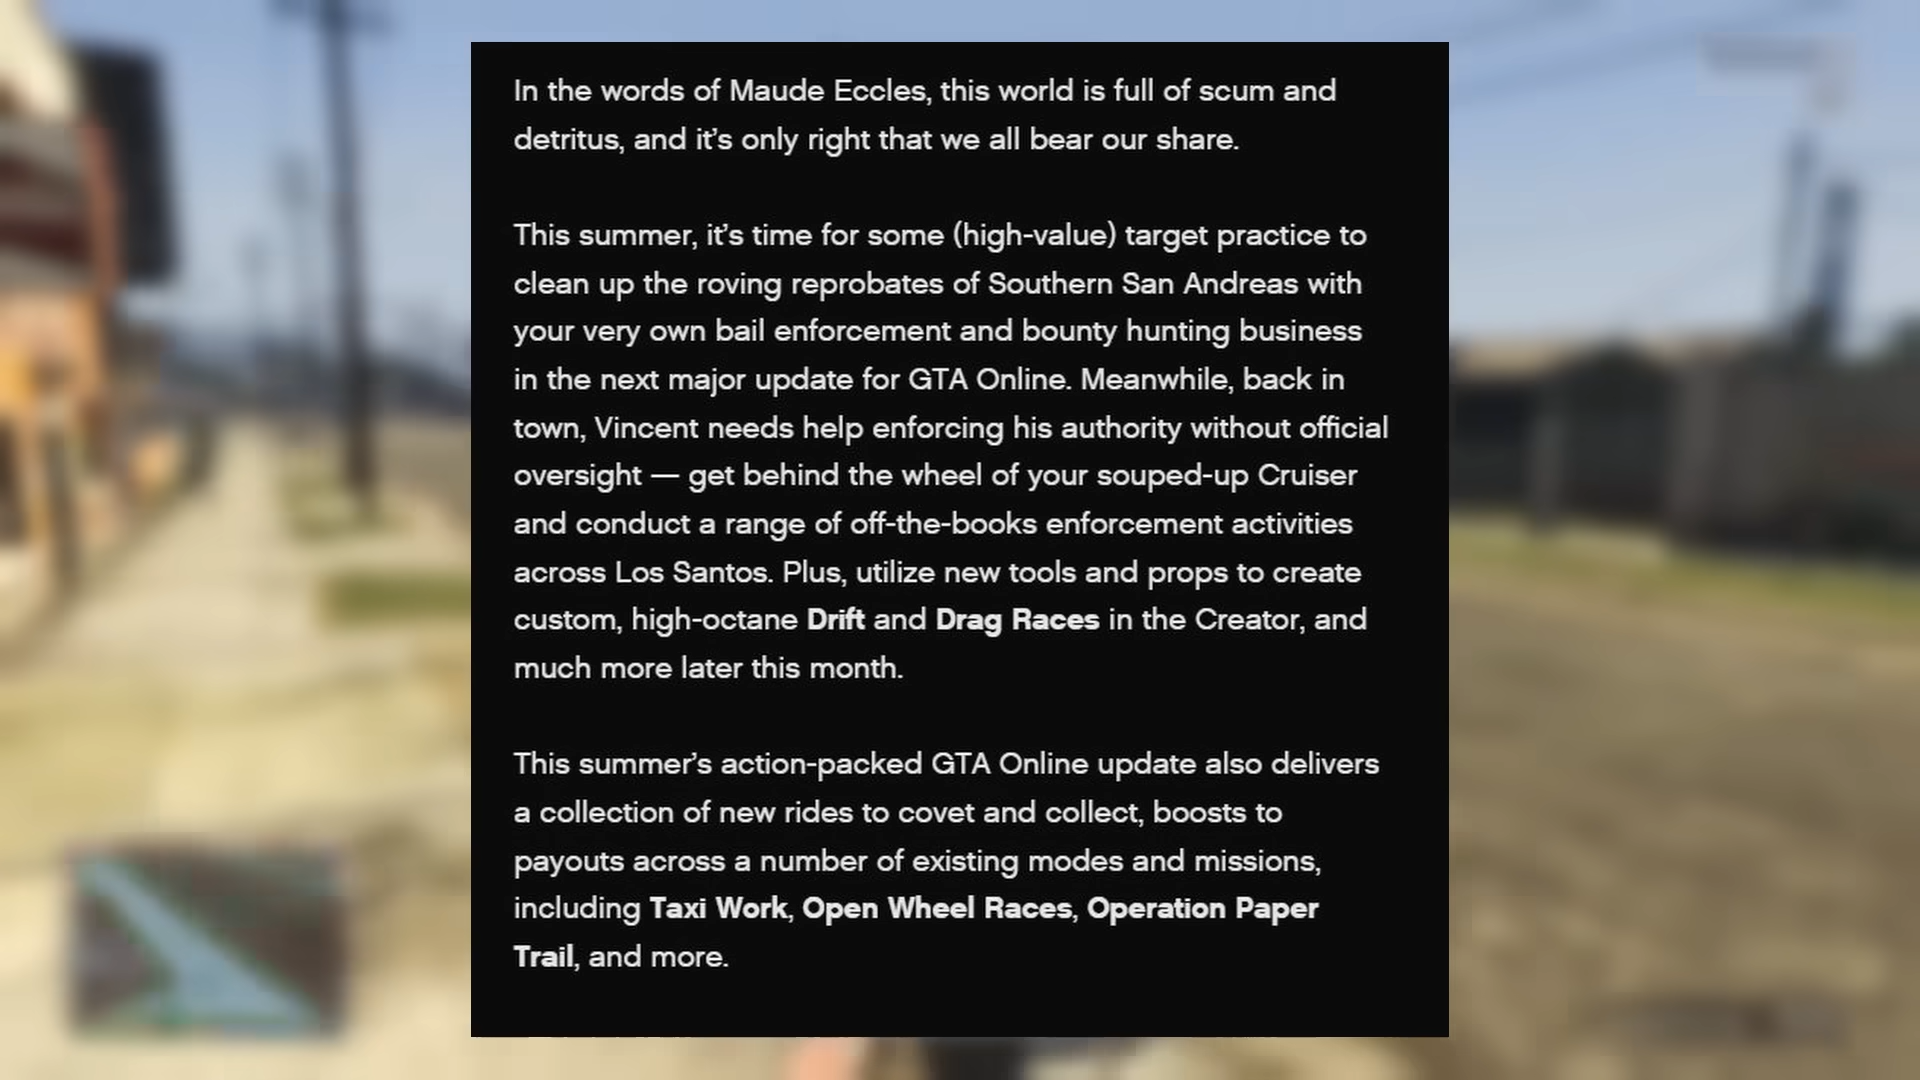 In the words of Maude Eccles, this world is full of scum and
detritus, and it’s only right that we all bear our share.
This summer, it’s time for some (high-value) target practice to
clean up the roving reprobates of Southern San Andreas with
your very own bail enforcement and bounty hunting business
in the next major update for GTA Online. Meanwhile, back in
town, Vincent needs help enforcing his authority without official
oversight — get behind the wheel of your souped-up Cruiser
and conduct a range of off-the-books enforcement activities
across Los Santos. Plus, utilize new tools and props to create
custom, high-octane Drift and Drag Races in the Creator, and
much more later this month.
This summer’s action-packed GTA Online update also delivers
a collection of new rides to covet and collect, boosts to
payouts across a number of existing modes and missions,
including Taxi Work, Open Wheel Races, Operation Paper
Trail, and more.